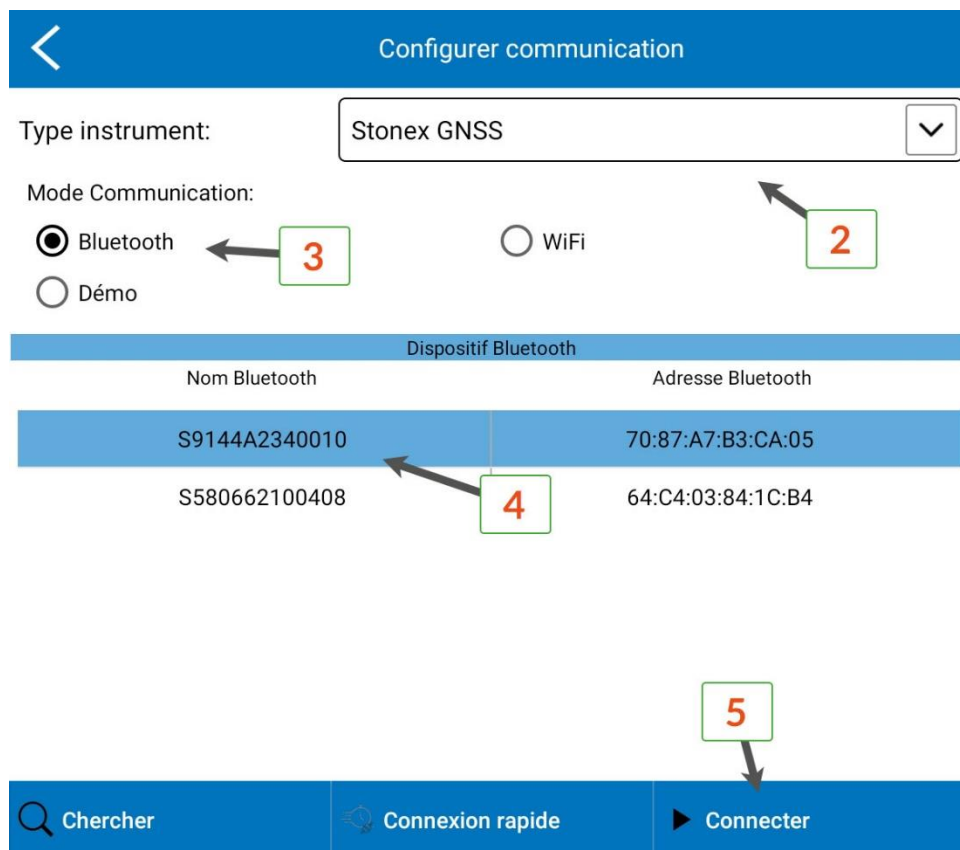 Configurer communication
Type instrument:
Stonex GNSS
2
Mode Communication:
Bluetooth
3
WiFi
Démo
Dispositif Bluetooth
Nom Bluetooth
Adresse Bluetooth
S9144A2340010
70:87:A7:B3:CA:05
4
S580662100408
64:C4:03:84:1C:B4
5
Chercher
Connexion rapide
Connecter